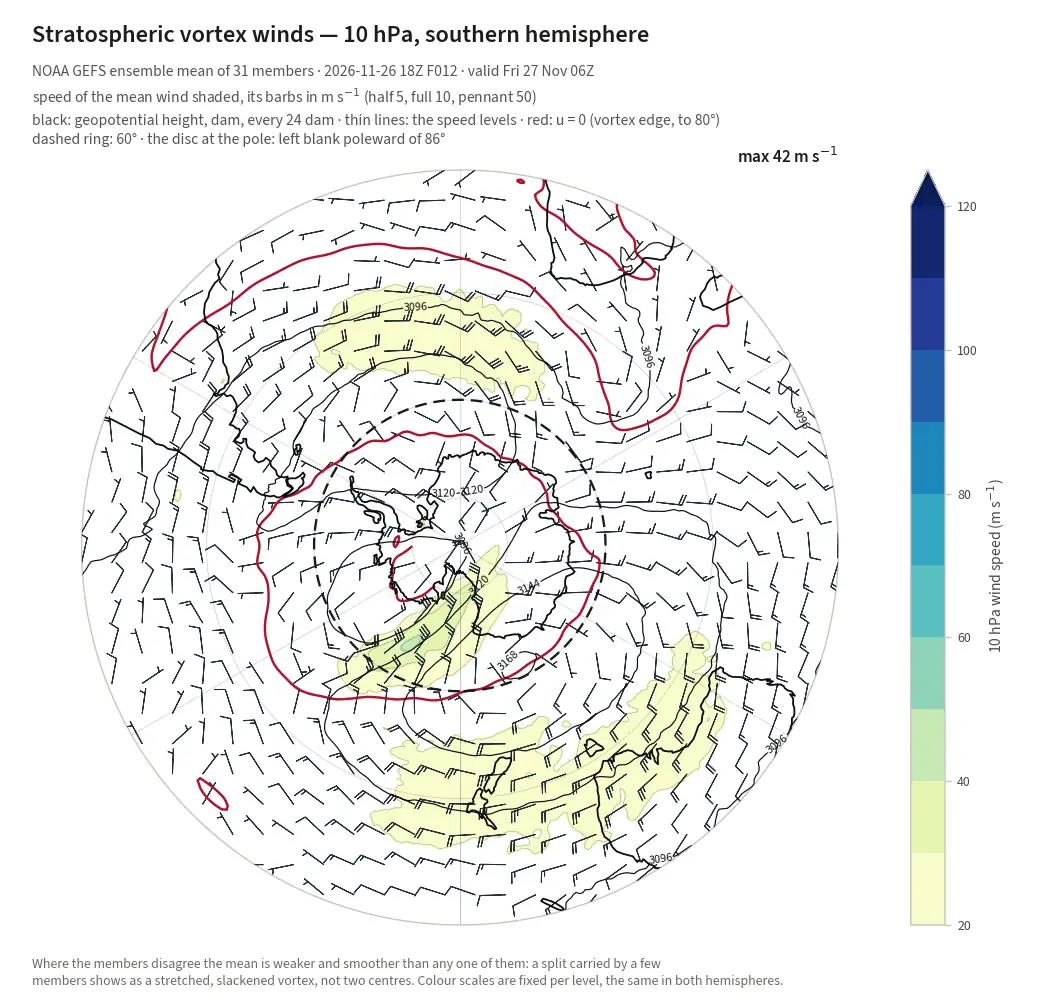 Stratospheric vortex winds — 10 hPa, southern hemisphere
NOAA GEFS ensemble mean of 31 members · 2026-11-26 18Z F012 · valid Fri 27 Nov 06Z
speed of the mean wind shaded, its barbs in m s⁻¹ (half 5, full 10, pennant 50)
black: geopotential height, dam, every 24 dam · thin lines: the speed levels · red: u = 0 (vortex edge, to 80°)
dashed ring: 60° · the disc at the pole: left blank poleward of 86°
max 42 m s⁻¹
3096
3096
3096
3120
3120
3096
3120
3144
3168
3096
3096
120
100
80
60
40
20
10 hPa wind speed (m s⁻¹)
Where the members disagree the mean is weaker and smoother than any one of them: a split carried by a few
members shows as a stretched, slackened vortex, not two centres. Colour scales are fixed per level, the same in both hemispheres.